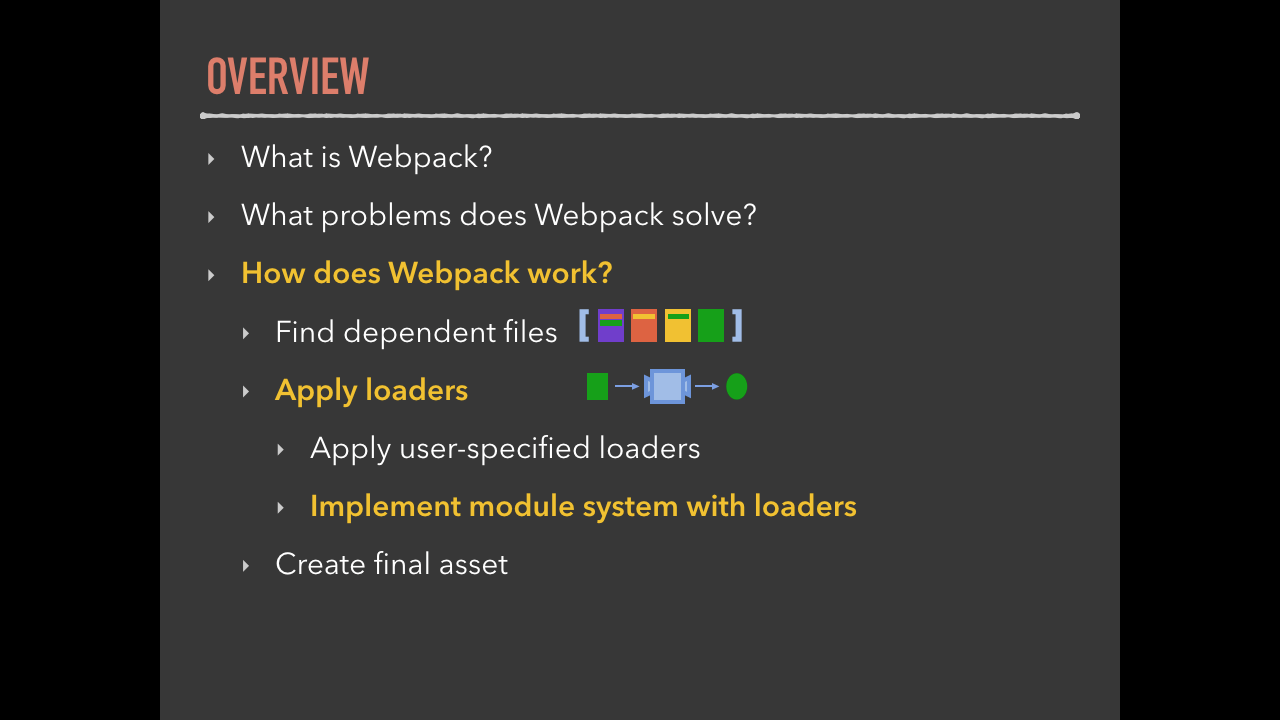 OVERVIEW
What is Webpack?
What problems does Webpack solve?
How does Webpack work?
Find dependent files [ ]
Apply loaders
Apply user-specified loaders
Implement module system with loaders
Create final asset